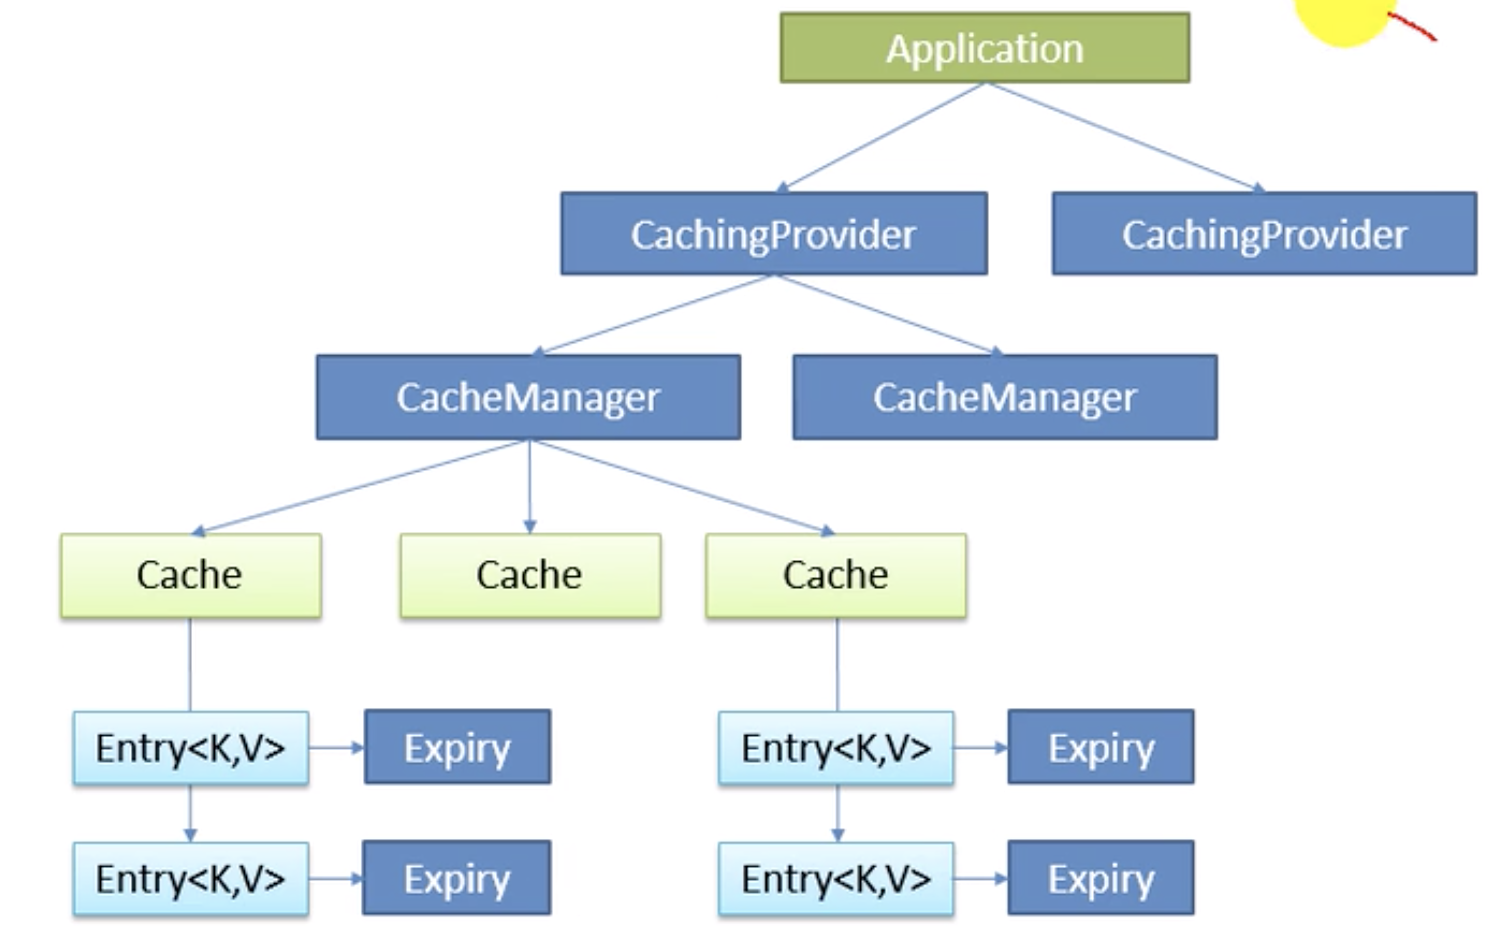 Application
CachingProvider
CachingProvider
CacheManager
CacheManager
Cache
Cache
Cache
Entry<K,V>
Expiry
Entry<K,V>
Expiry
Entry<K,V>
Expiry
Entry<K,V>
Expiry